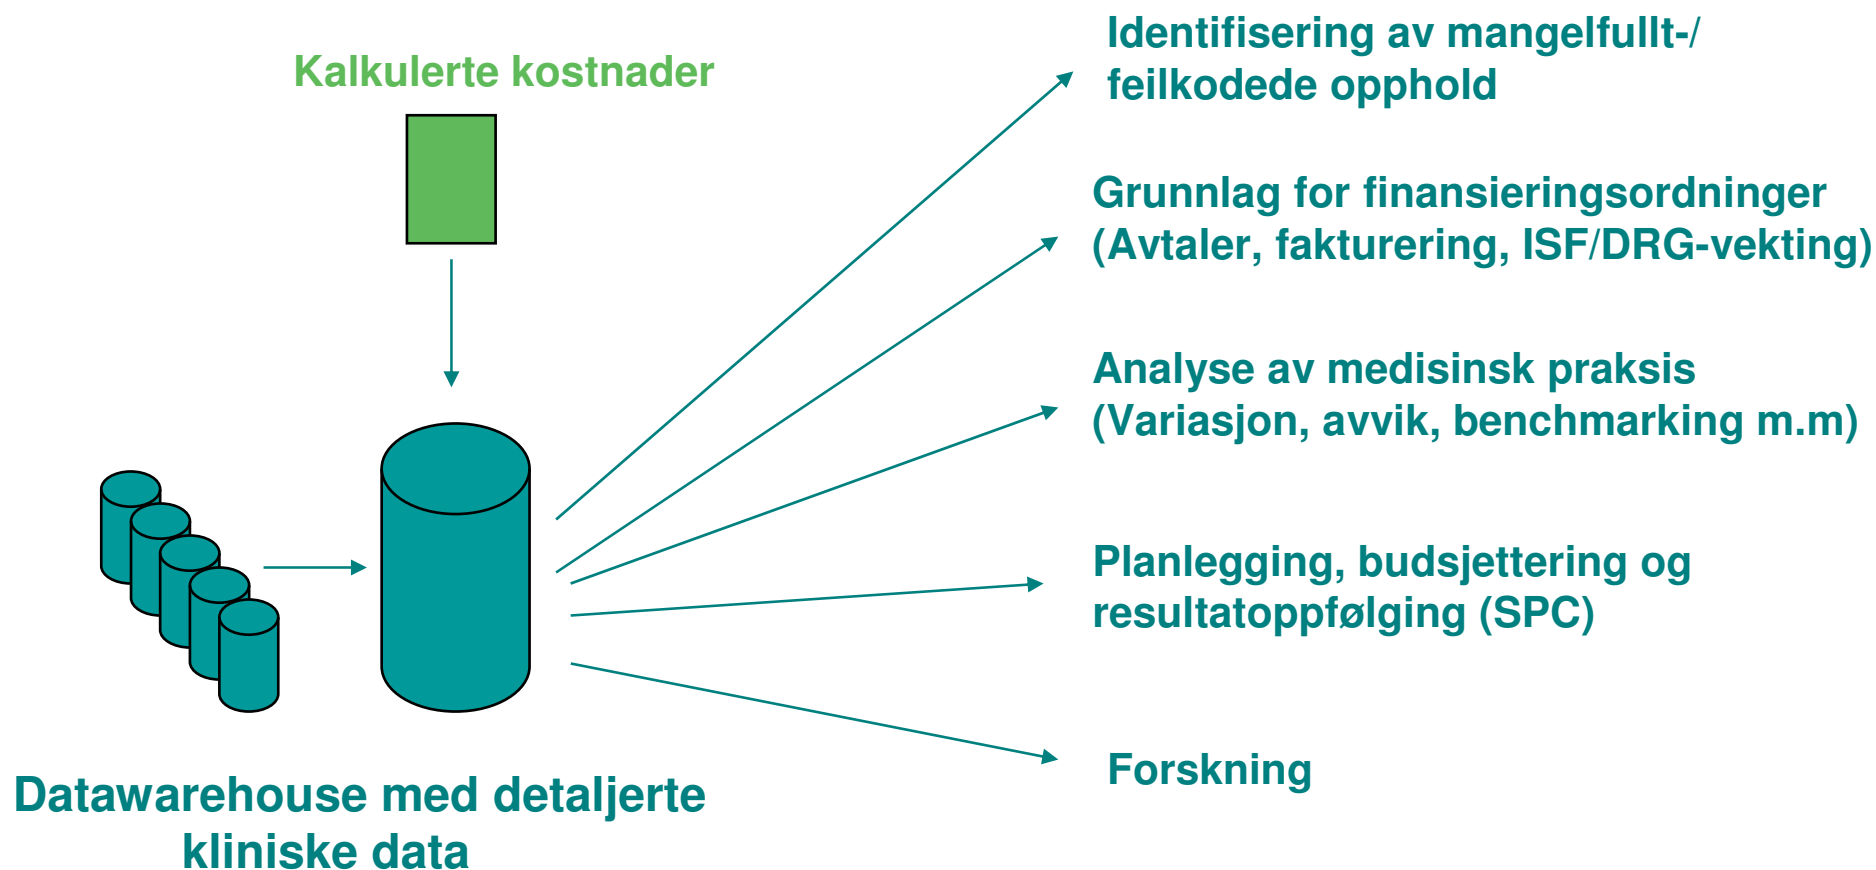 Kalkulerte kostnader
Datawarehouse med detaljerte
kliniske data
Identifisering av mangelfullt-/
feilkodede opphold
Grunnlag for finansieringsordninger
(Avtaler, fakturering, ISF/DRG-vekting)
Analyse av medisinsk praksis
(Variasjon, avvik, benchmarking m.m)
Planlegging, budsjettering og
resultatoppfølging (SPC)
Forskning